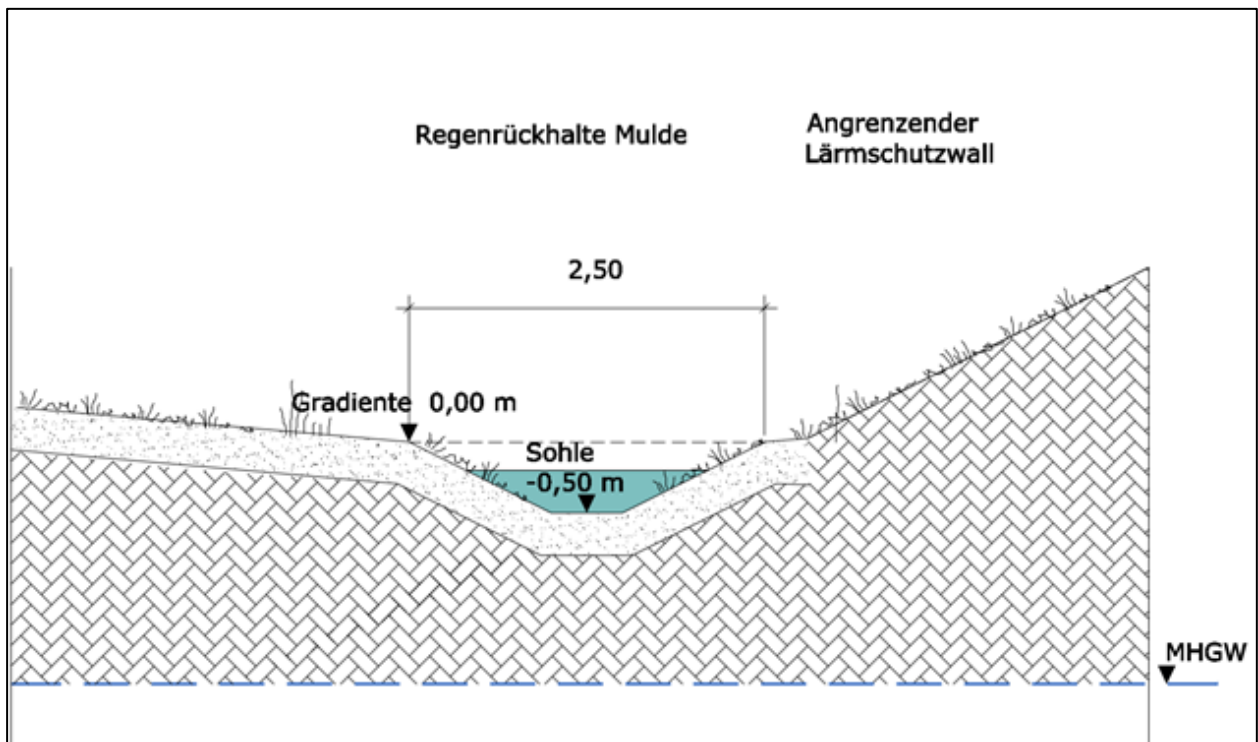 Regenrückhalte Mulde
Angrenzender
Lärmschutzwall
2,50
Gradiente 0,00 m
Sohle
-0,50 m
MHGW